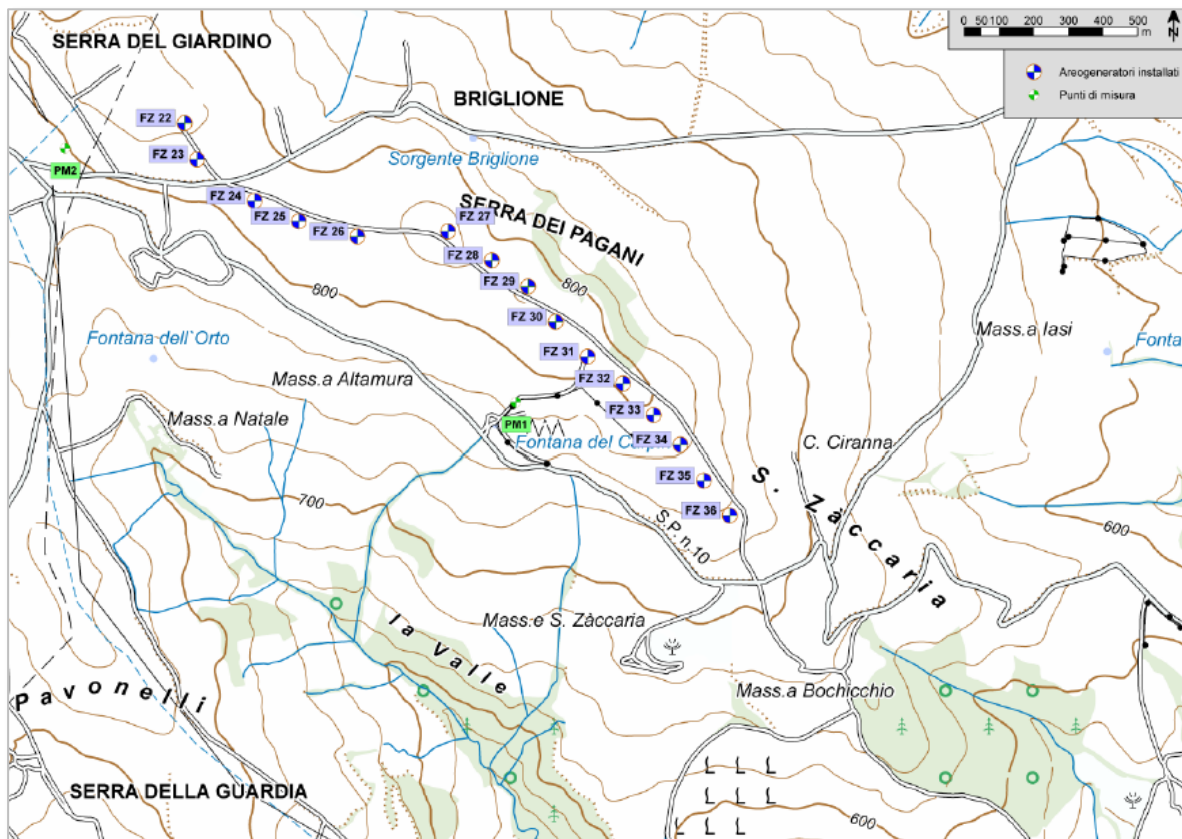 0 50 100 200 300 400 500
m
N
Areogeneratori installati
Punti di misura
SERRA DEL GIARDINO
BRIGLIONE
FZ 22
FZ 23
Sorgente Briglione
PM2
FZ 24
FZ 25
FZ 26
FZ 27
SERRA DEI PAGANI
FZ 28
FZ 29
800
800
FZ 30
Fontana dell`Orto
Mass.a Iasi
Fonta
FZ 31
Mass.a Altamura
FZ 32
FZ 33
Mass.a Natale
PM1
Fontana del
FZ 34
C. Ciranna
FZ 35
S. Zàccaria
700
FZ 36
S.P. n.10
600
Mass.e S. Zàccaria
la Valle
Mass.a Bochicchio
Pavonelli
SERRA DELLA GUARDIA
600